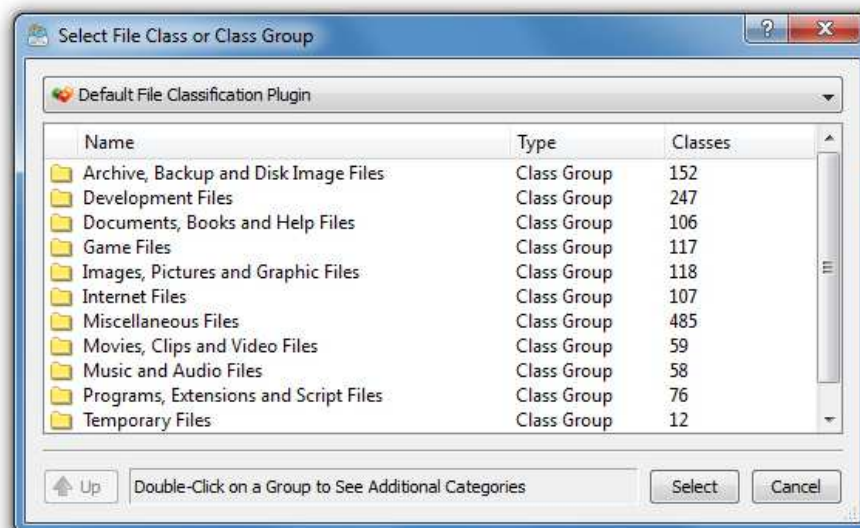 Select File Class or Class Group
?
Default File Classification Plugin
Name Type Classes
Archive, Backup and Disk Image Files Class Group 152
Development Files Class Group 247
Documents, Books and Help Files Class Group 106
Game Files Class Group 117
Images, Pictures and Graphic Files Class Group 118
Internet Files Class Group 107
Miscellaneous Files Class Group 485
Movies, Clips and Video Files Class Group 59
Music and Audio Files Class Group 58
Programs, Extensions and Script Files Class Group 76
Temporary Files Class Group 12
Up Double-Click on a Group to See Additional Categories Select Cancel